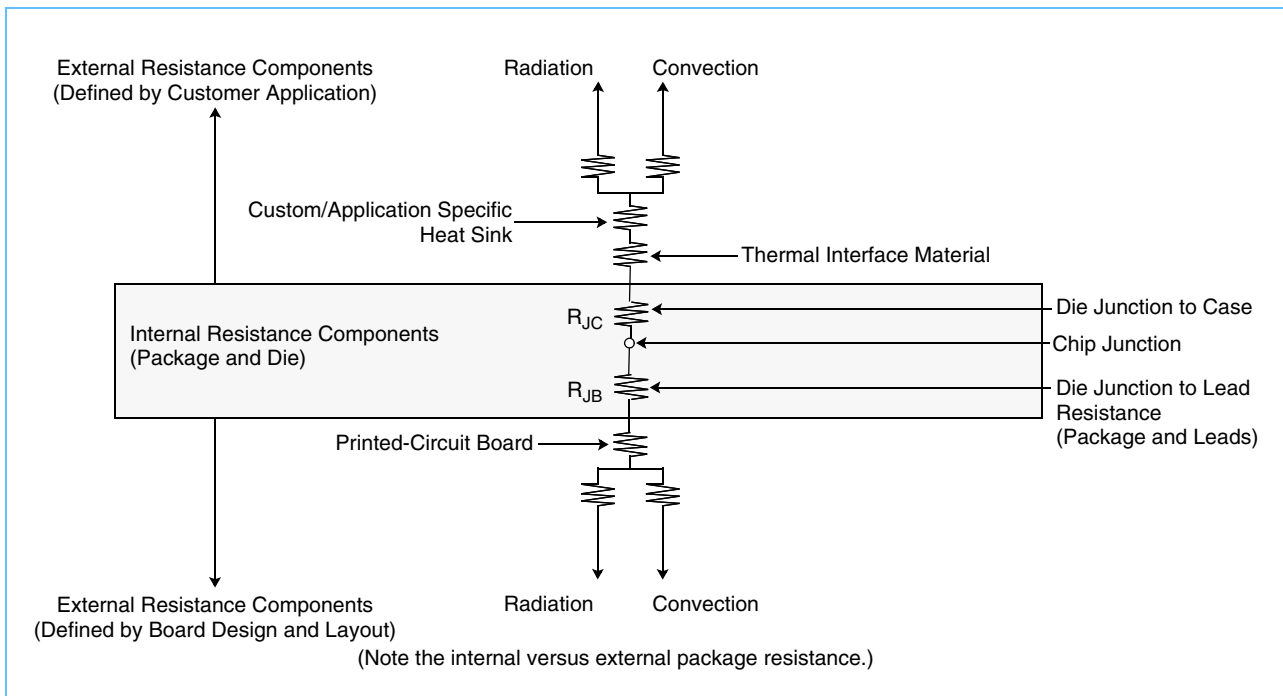 External Resistance Components
(Defined by Customer Application)
Radiation
Convection
Custom/Application Specific
Heat Sink
Thermal Interface Material
Internal Resistance Components
(Package and Die)
RJC
Die Junction to Case
Chip Junction
RJB
Die Junction to Lead
Resistance
(Package and Leads)
Printed-Circuit Board
External Resistance Components
(Defined by Board Design and Layout)
Radiation
Convection
(Note the internal versus external package resistance.)